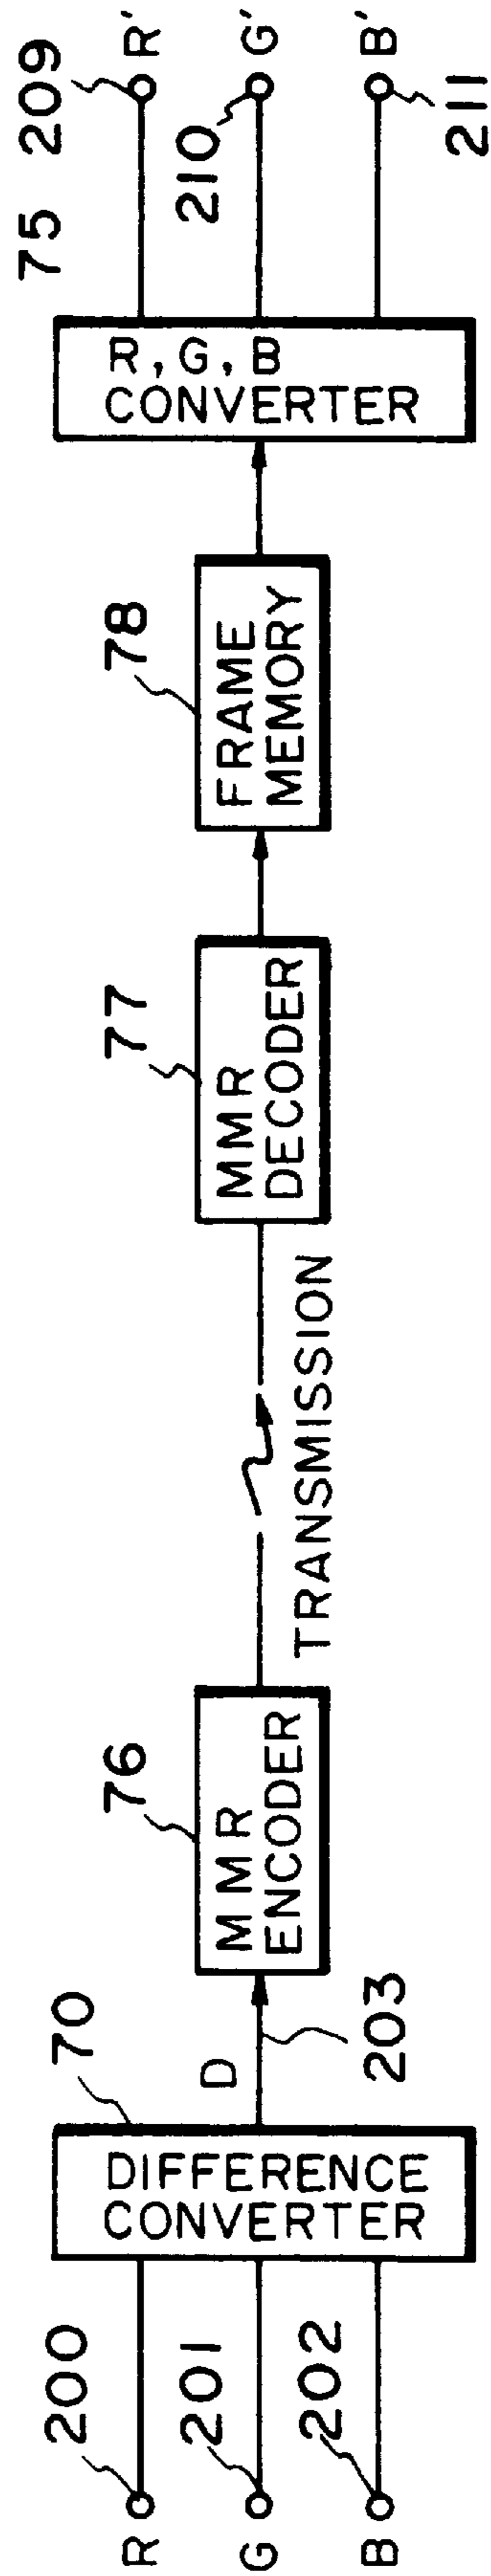 R
200
G
201
B
202
DIFFERENCE
CONVERTER
70
D
203
MMR
ENCODER
76
TRANSMISSION
MMR
DECODER
77
FRAME
MEMORY
78
R, G, B
CONVERTER
75
209
R'
210
G'
211
B'